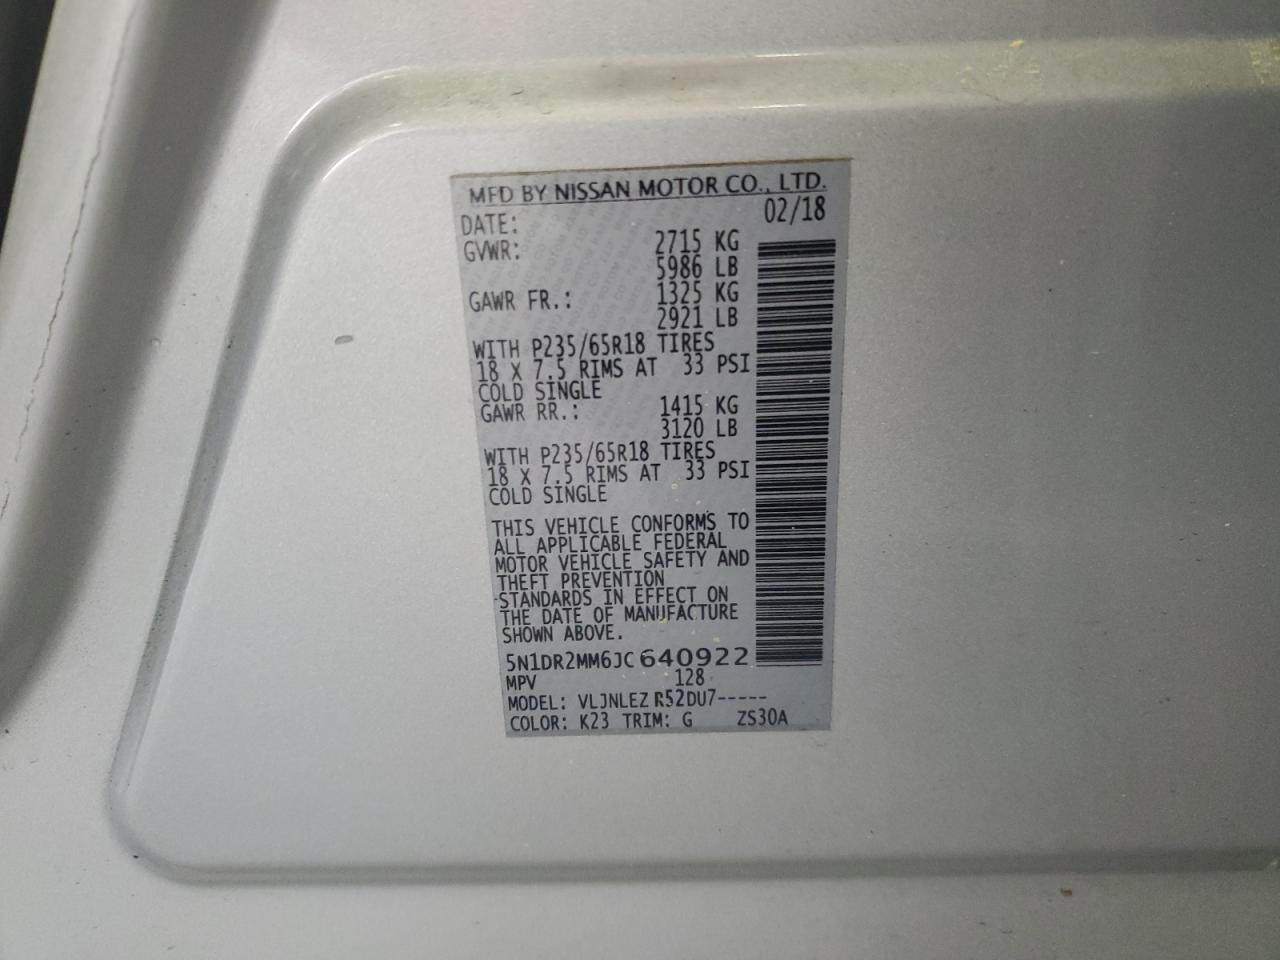 MFD BY NISSAN MOTOR CO., LTD.
DATE: 02/18
GVWR: 2715 KG
5986 LB
GAWR FR.: 1325 KG
2921 LB
WITH P235/65R18 TIRES
18 X 7.5 RIMS AT 33 PSI
COLD SINGLE
GAWR RR.: 1415 KG
3120 LB
WITH P235/65R18 TIRES
18 X 7.5 RIMS AT 33 PSI
COLD SINGLE
THIS VEHICLE CONFORMS TO
ALL APPLICABLE FEDERAL
MOTOR VEHICLE SAFETY AND
THEFT PREVENTION
STANDARDS IN EFFECT ON
THE DATE OF MANUFACTURE
SHOWN ABOVE.
5N1DR2MM6JC640922
MPV 128
MODEL: VLJNLEZ R52DU7-----
COLOR: K23 TRIM: G ZS30A